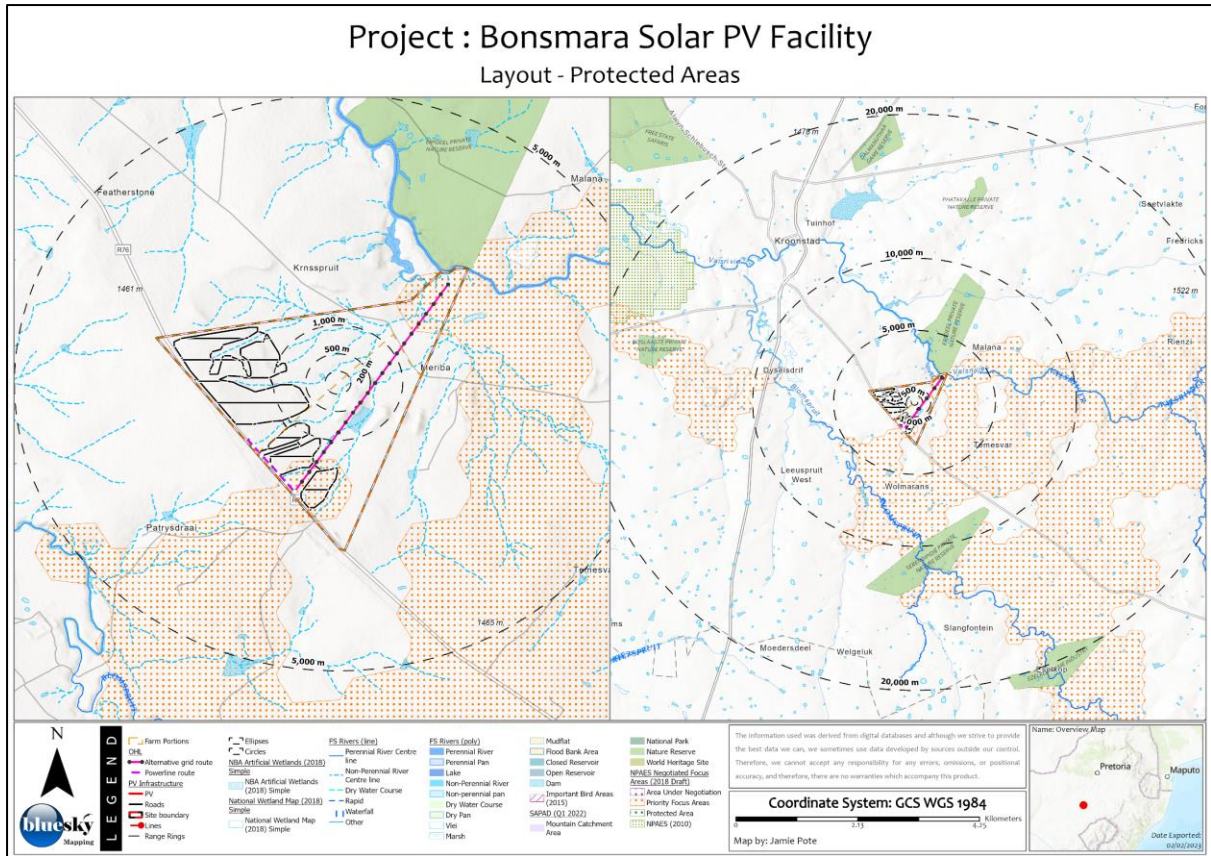 Project : Bonsmara Solar PV Facility
Layout - Protected Areas
5,000 m
NATURE RESERVE
Malana
Featherstone
R76
Krnsspruit
1461 m
1,000 m
500 m
200 m
Meriba
Patrysdraai
1465 m
5,000 m
20,000 m
1478 m
FREE STATE
SAFARIS
GAME RESERVE
PHATAKALLE PRIVATE
NATURE RESERVE
Tuinhof
Kroonstad
Soetvlakte
Fredricks
10,000 m
1522 m
5,000 m
NATURE RESERVE
Malana
Rienzi
Dyselsdrif
Temesvar
Leeuspruit
West
Wolmarans
NATURE RESERVE
Slangfontein
Moedersdeel
Welgeluk
20,000 m
N
bluesky
Mapping
LEGEND
Farm Portions
OHL
Alternative grid route
Powerline route
PV Infrastructure
PV
Roads
Site boundary
Lines
Range Rings
Ellipses
Circles
NBA Artificial Wetlands (2018)
Simple
NBA Artificial Wetlands
(2018) Simple
National Wetland Map (2018)
Simple
National Wetland Map
(2018) Simple
FS Rivers (line)
Perennial River Centre
line
Non-Perennial River
Centre line
Dry Water Course
Rapid
Waterfall
Other
FS Rivers (poly)
Perennial River
Perennial Pan
Lake
Non-Perennial River
Non-perennial pan
Dry Water Course
Dry Pan
Vlei
Marsh
Mudflat
Flood Bank Area
Closed Reservoir
Open Reservoir
Dam
Important Bird Areas
(2015)
SAPAD (Q1 2022)
Mountain Catchment
Area
National Park
Nature Reserve
World Heritage Site
NPAES Negotiated Focus
Areas (2018 Draft)
Area Under Negotiation
Priority Focus Areas
Protected Area
NPAES (2010)
The information used was derived from digital databases and although we strive to provide
the best data we can, we sometimes use data developed by sources outside our control.
Therefore, we cannot accept any responsibility for any errors, omissions, or positional
accuracy, and therefore, there are no warranties which accompany this product.
Coordinate System: GCS WGS 1984
Kilometers
0 2.13 4.25
Map by: Jamie Pote
Name: Overview Map
Pretoria
Maputo
Date Exported:
02/02/2023